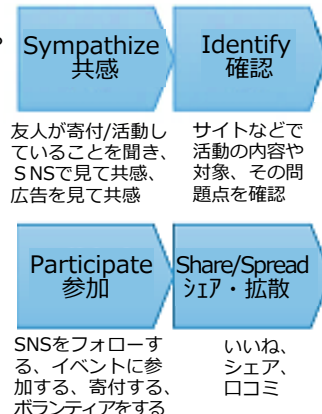 Sympathize
共感
Identify
確認
友人が寄付/活動し
ていることを聞き、
ＳNSで見て共感、
広告を見て共感
サイトなどで
活動の内容や
対象、その問
題点を確認
Participate
参加
Share/Spread
ｼｪｱ・拡散
SNSをフォローす
る、イベントに参
加する、寄付する、
ボランティアをする
いいね、
シェア、
口コミ